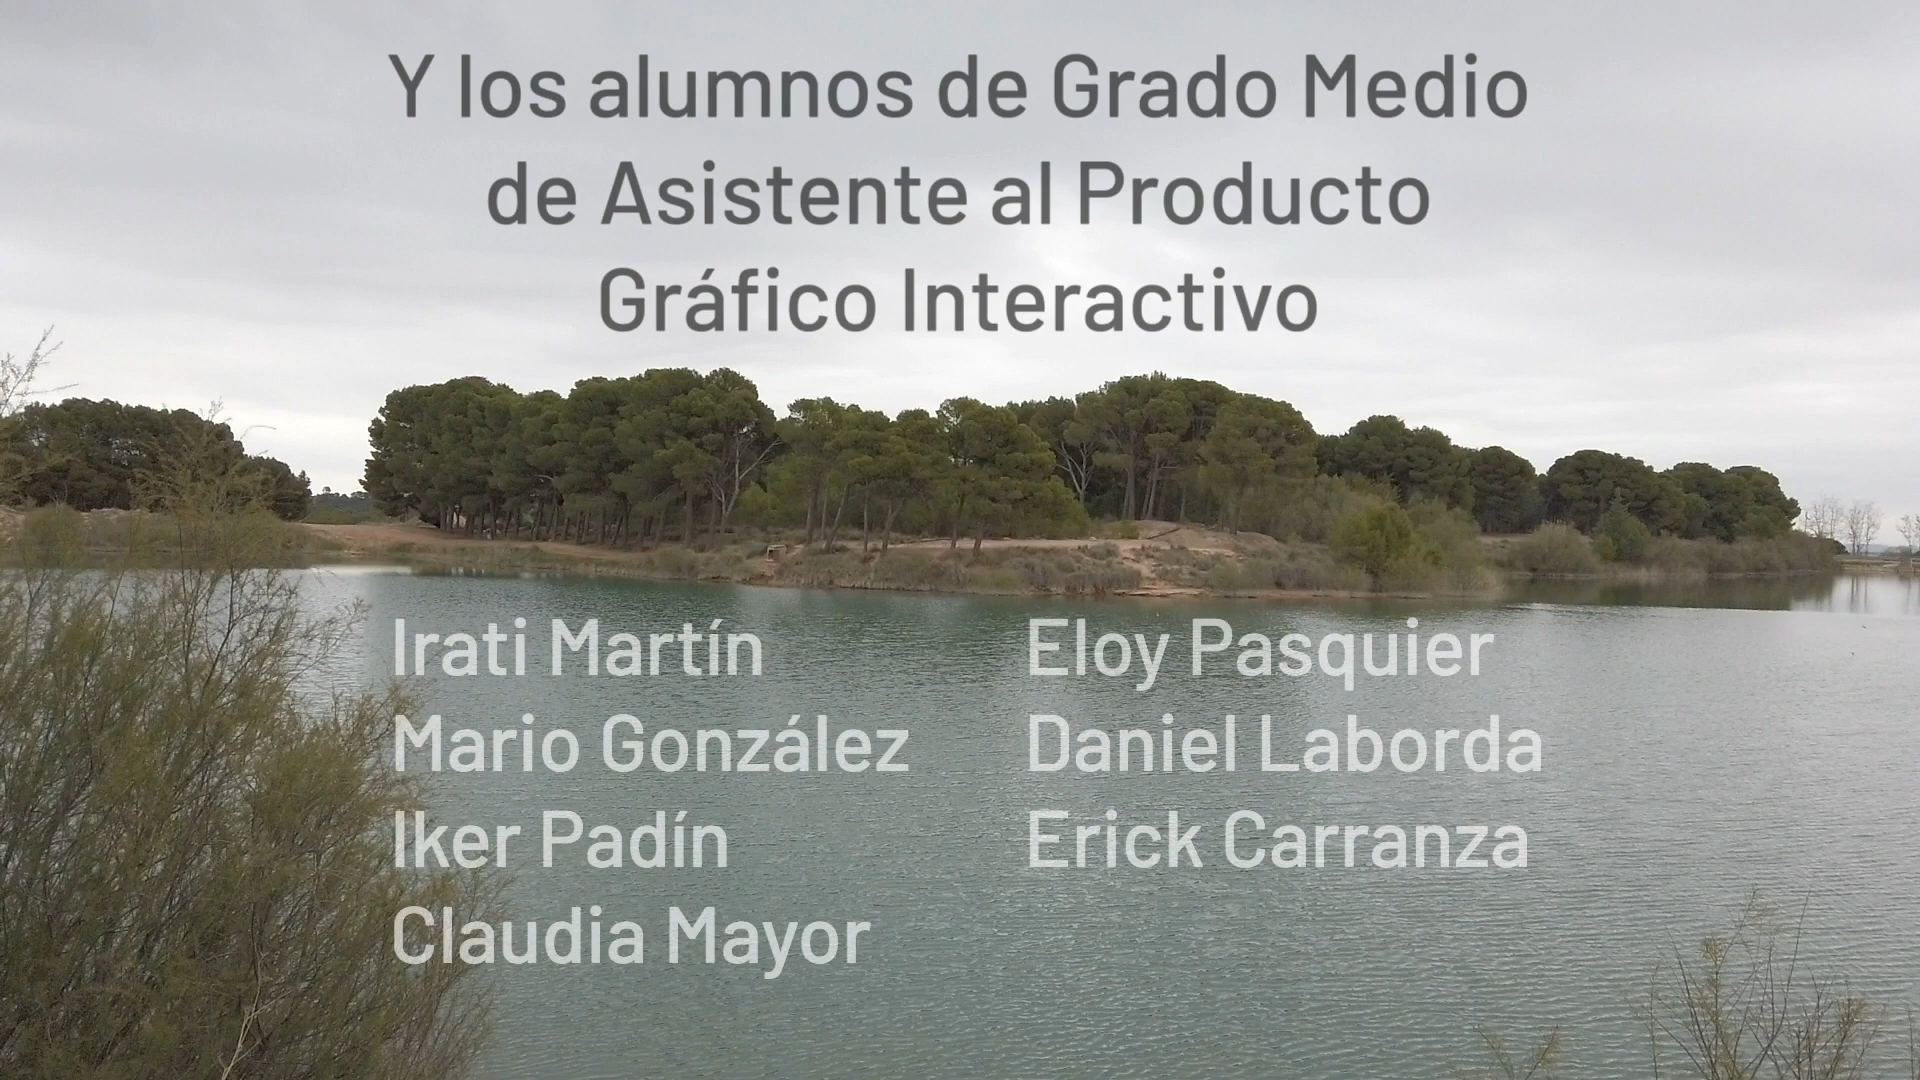 Y los alumnos de Grado Medio
de Asistente al Producto
Gráfico Interactivo
Irati Martín
Mario González
Iker Padín
Claudia Mayor
Eloy Pasquier
Daniel Laborda
Erick Carranza